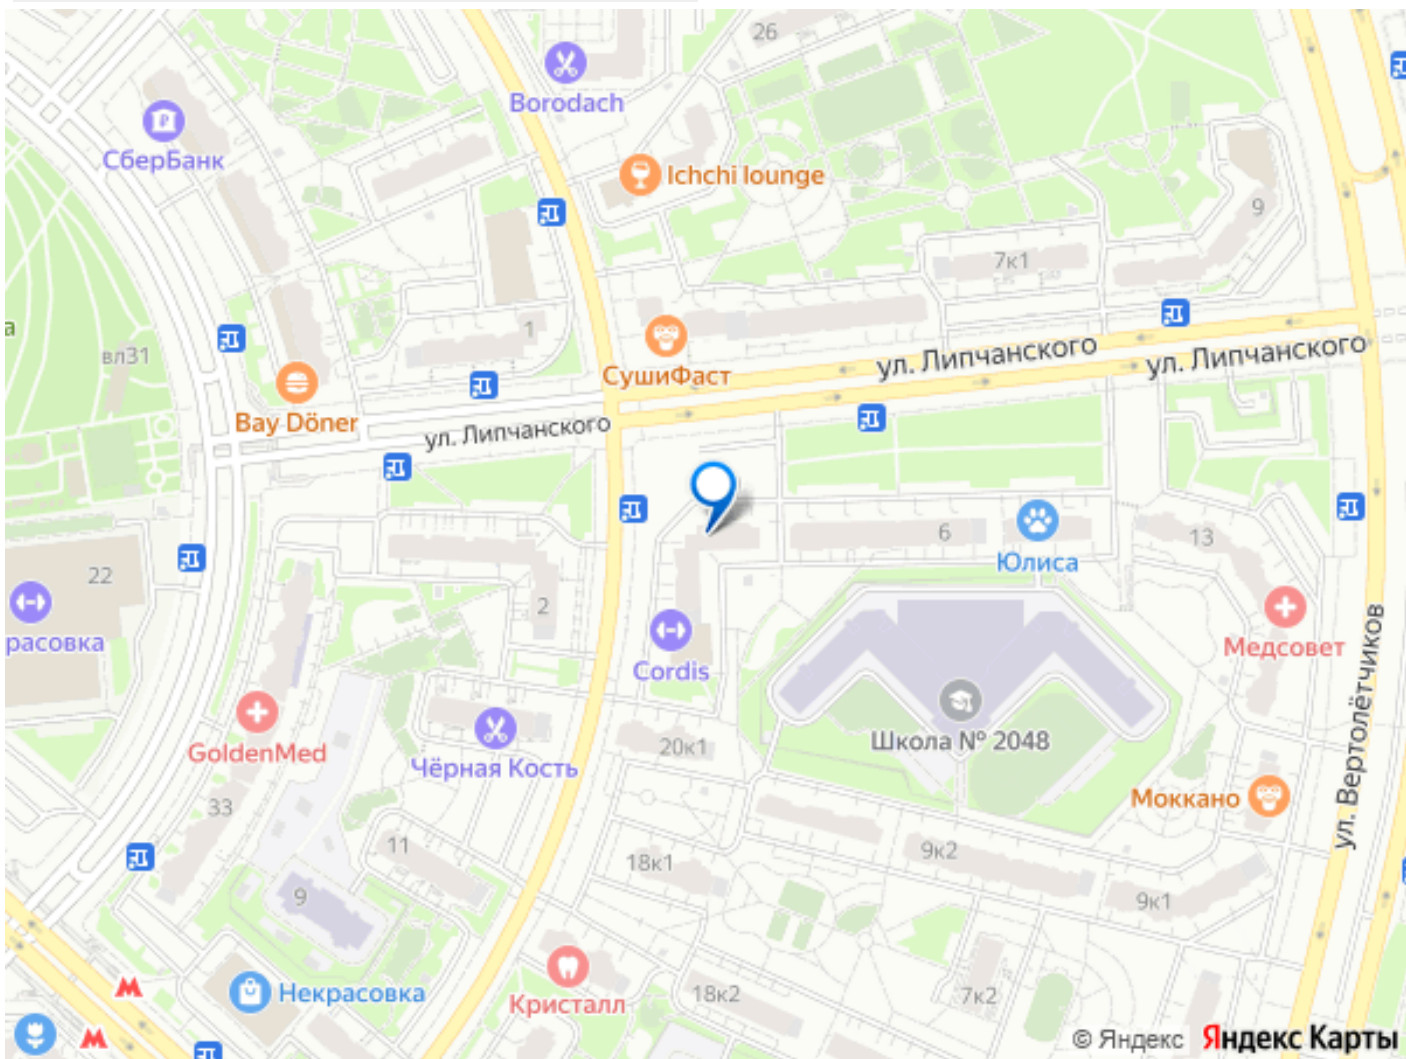 26
Borodach
СберБанк
Ichchi lounge
9
7к1
а
вл31
1
СушиФаст
ул. Липчанского
ул. Липчанского
Bay Döner
ул. Липчанского
6
13
Юлиса
22
2
расовка
Cordis
Медсовет
ул. Вертолётчиков
GoldenMed
Чёрная Кость
20к1
Школа № 2048
33
Моккано
11
18к1
9к2
9
9к1
Некрасовка
Кристалл
18к2
7к2
© Яндекс Яндекс Карты